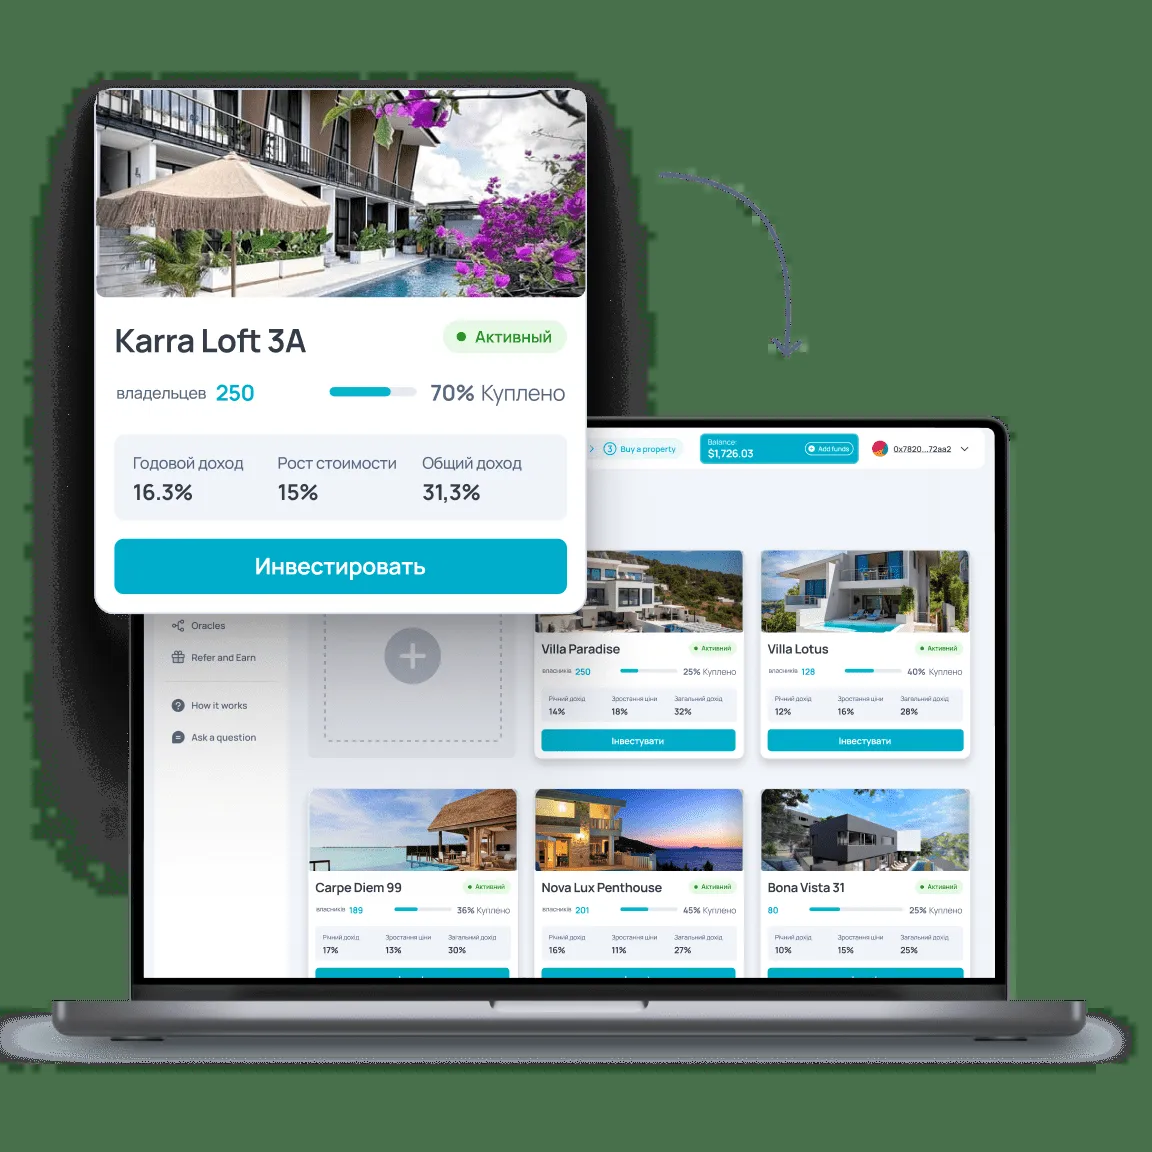 Karra Loft 3A
Активный
владельцев 250
70% Куплено
Годовой доход Рост стоимости Общий доход
16.3% 15% 31,3%
Инвестировать
3 Buy a property
Balance:
$1,726.03
Add funds
0x7820...72aa2
Oracles
Refer and Earn
How it works
Ask a question
Villa Paradise
Активний
власників 250
25% Куплено
Річний дохід Зростання ціни Загальний дохід
14% 18% 32%
Інвестувати
Villa Lotus
Активний
власників 128
40% Куплено
Річний дохід Зростання ціни Загальний дохід
12% 16% 28%
Інвестувати
Carpe Diem 99
Активний
власників 189
36% Куплено
Річний дохід Зростання ціни Загальний дохід
17% 13% 30%
Nova Lux Penthouse
Активний
власників 201
45% Куплено
Річний дохід Зростання ціни Загальний дохід
16% 11% 27%
Bona Vista 31
Активний
80
25% Куплено
Річний дохід Зростання ціни Загальний дохід
10% 15% 25%